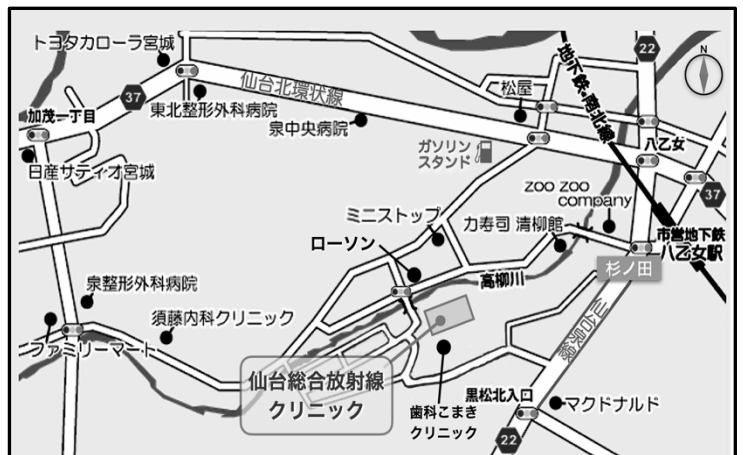 トヨタカローラ宮城
22
N
地下鉄・南北線
仙台北環状線
松屋
37
東北整形外科病院
加茂一丁目
泉中央病院
ガソリン
スタンド
八乙女
日産サティオ宮城
zoo zoo
company
37
ミニストップ
力寿司 清柳館
市営地下鉄
八乙女駅
ローソン
杉ノ田
高柳川
泉整形外科病院
須藤内科クリニック
ファミリーマート
仙台泉線
仙台総合放射線
クリニック
歯科こまき
クリニック
黒松北入口
マクドナルド
22